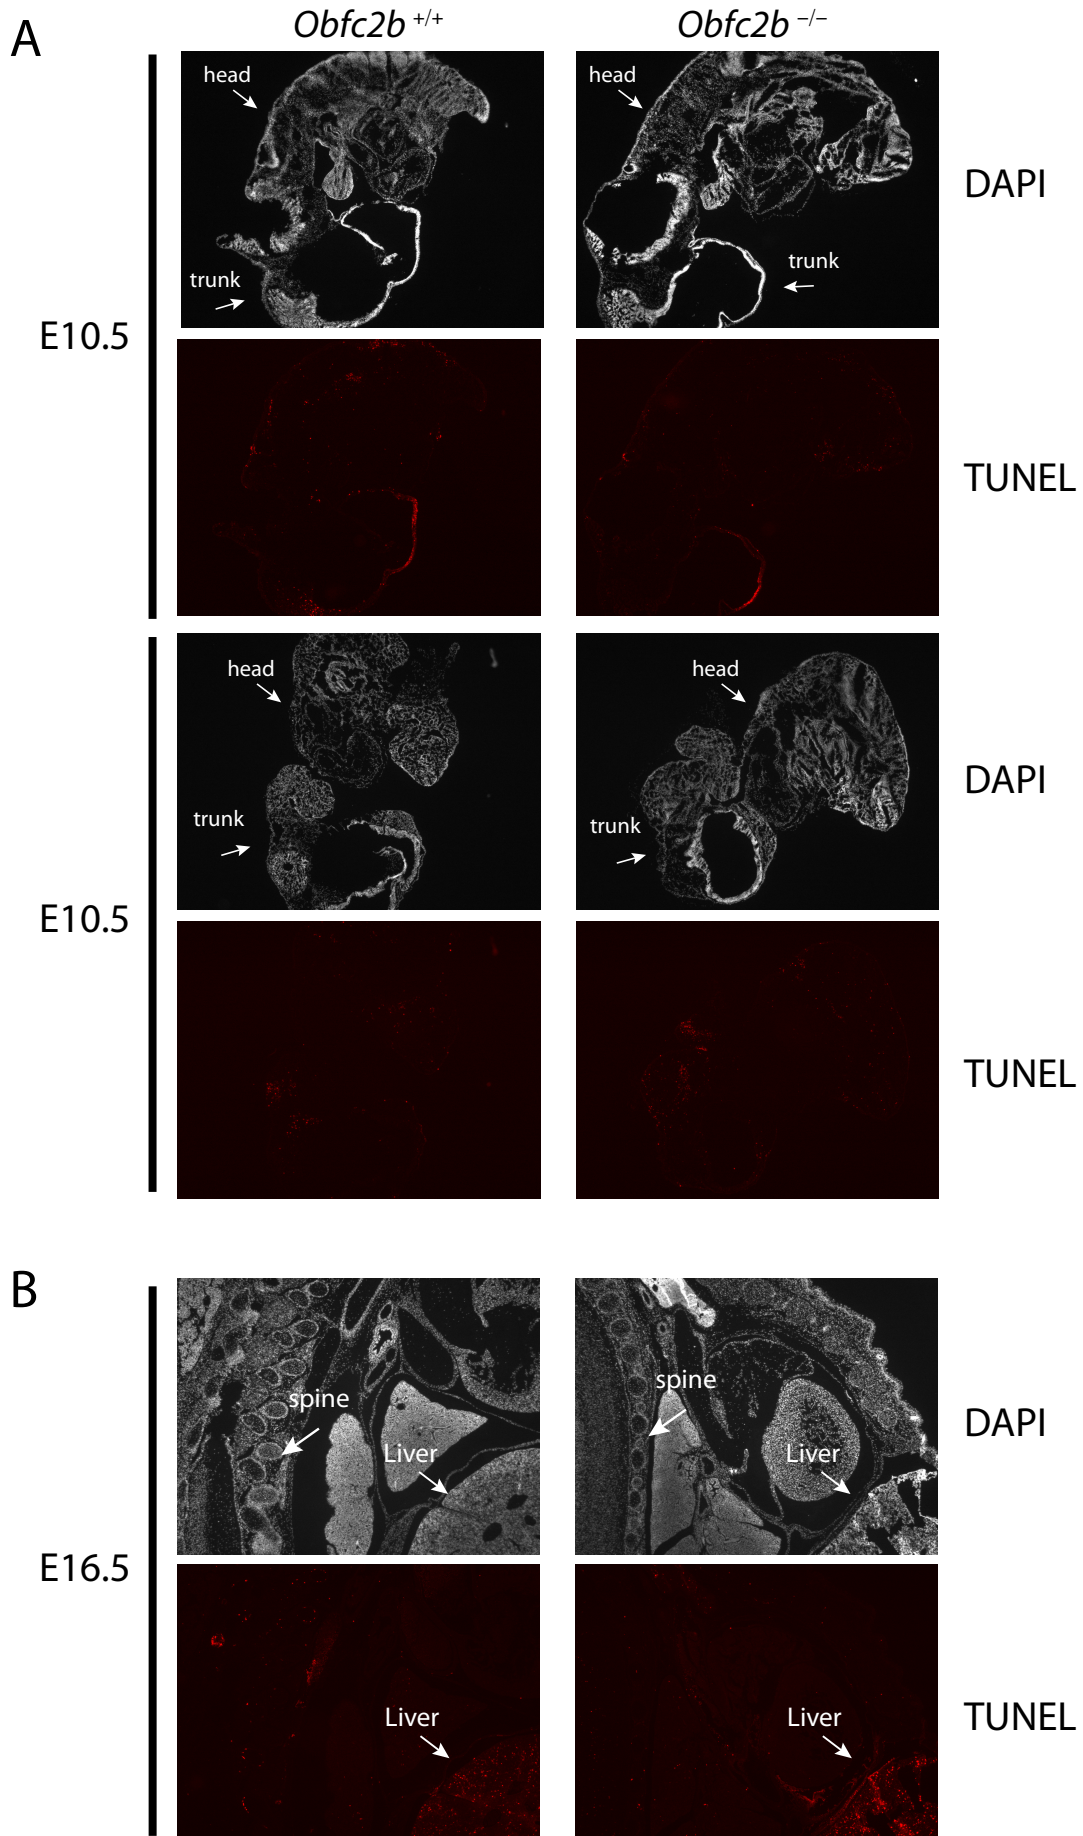 A
Obfc2b +/+
Obfc2b –/–
head
head
DAPI
trunk
trunk
E10.5
TUNEL
head
head
DAPI
trunk
trunk
E10.5
TUNEL
B
spine
spine
DAPI
Liver
Liver
E16.5
Liver
Liver
TUNEL